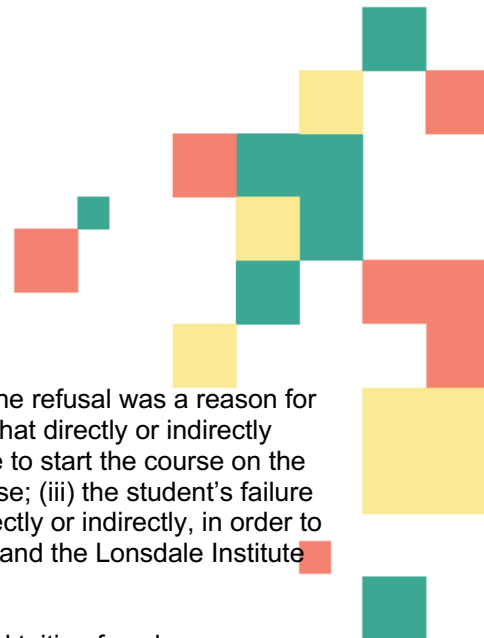 he refusal was a reason for
hat directly or indirectly
e to start the course on the
se; (iii) the student's failure
ectly or indirectly, in order to
and the Lonsdale Institute